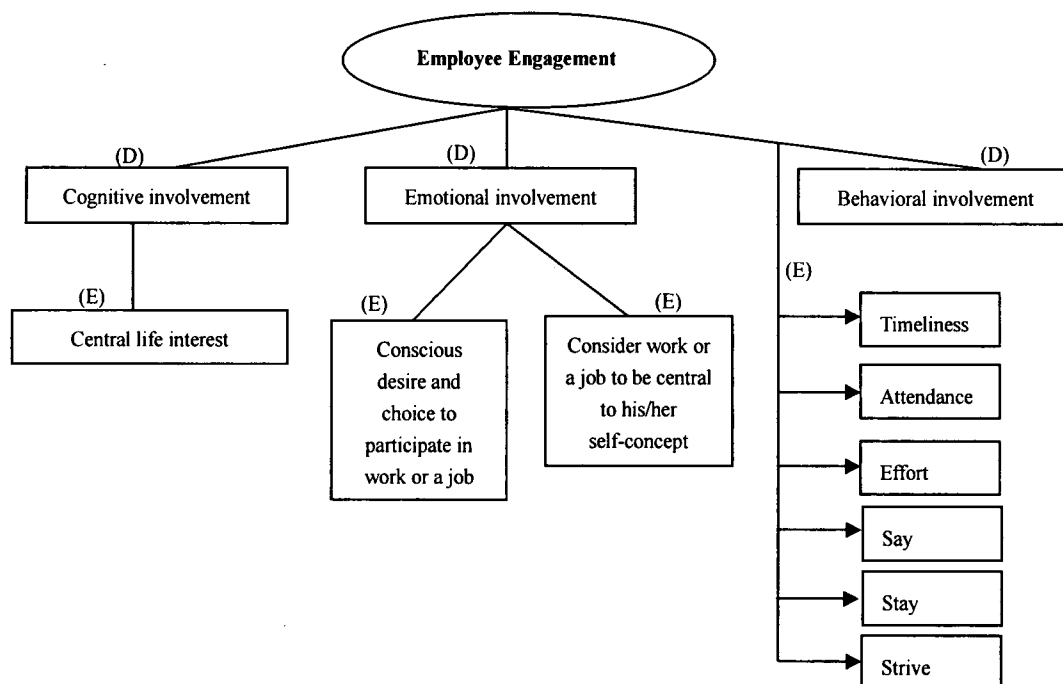 Employee Engagement
(D)
(D)
(D)
Cognitive involvement
Emotional involvement
Behavioral involvement
(E)
Central life interest
(E)
Conscious
desire and
choice to
participate in
work or a job
(E)
Consider work or
a job to be central
to his/her
self-concept
(E)
Timeliness
Attendance
Effort
Say
Stay
Strive